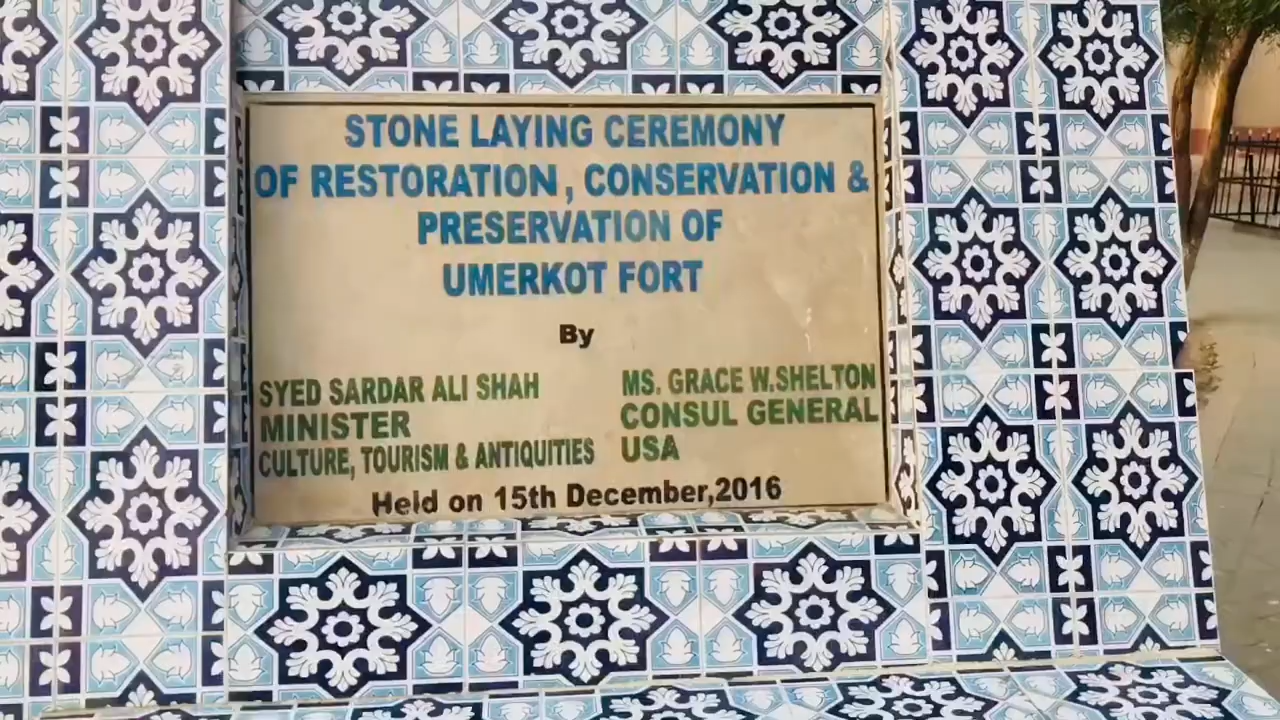 STONE LAYING CEREMONY
OF RESTORATION, CONSERVATION &
PRESERVATION OF
UMERKOT FORT
By
SYED SARDAR ALI SHAH
MINISTER
CULTURE, TOURISM & ANTIQUITIES
MS. GRACE W.SHELTON
CONSUL GENERAL
USA
Held on 15th December,2016